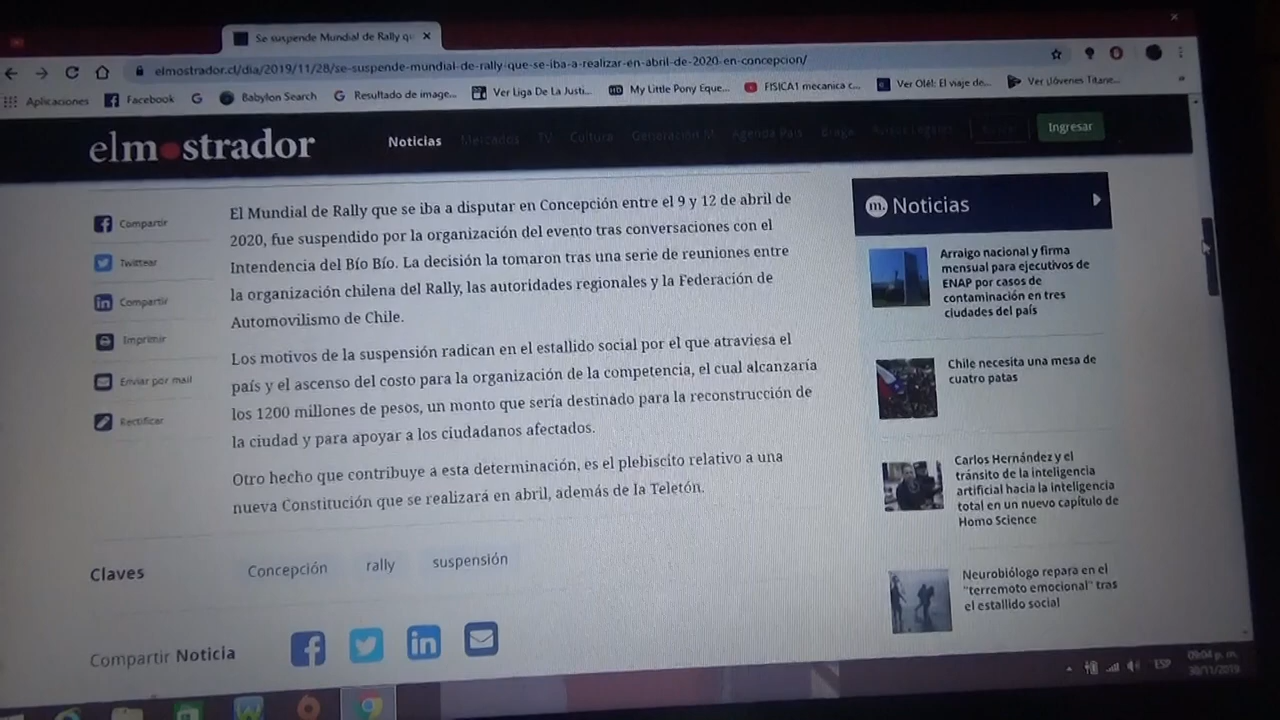 Se suspende Mundial de Rally qu
elmostrador.cl/dia/2019/11/28/se-suspende-mundial-de-rally-que-se-iba-a-realizar-en-abril-de-2020-en-concepcion/
Aplicaciones Facebook Babylon Search Resultado de image... Ver Liga De La Justi... My Little Pony Eque... FISICA1 mecanica c... Ver Olé!: El viaje de... Ver ¡Jóvenes Titane...
elmostrador Noticias Mercados TV Cultura Generación M Agenda País Braga Ingresar
El Mundial de Rally que se iba a disputar en Concepción entre el 9 y 12 de abril de
2020, fue suspendido por la organización del evento tras conversaciones con el
Intendencia del Bío Bío. La decisión la tomaron tras una serie de reuniones entre
la organización chilena del Rally, las autoridades regionales y la Federación de
Automovilismo de Chile.
Los motivos de la suspensión radican en el estallido social por el que atraviesa el
país y el ascenso del costo para la organización de la competencia, el cual alcanzaría
los 1200 millones de pesos, un monto que sería destinado para la reconstrucción de
la ciudad y para apoyar a los ciudadanos afectados.
Otro hecho que contribuye a esta determinación, es el plebiscito relativo a una
nueva Constitución que se realizará en abril, además de la Teletón.
Compartir
Twittear
Compartir
Imprimir
Enviar por mail
Rectificar
Claves Concepción rally suspensión
Compartir Noticia
m. Noticias
Arraigo nacional y firma
mensual para ejecutivos de
ENAP por casos de
contaminación en tres
ciudades del país
Chile necesita una mesa de
cuatro patas
Carlos Hernández y el
tránsito de la inteligencia
artificial hacia la inteligencia
total en un nuevo capítulo de
Homo Science
Neurobiólogo repara en el
"terremoto emocional" tras
el estallido social
ESP
09:04 p. m.
30/11/2019